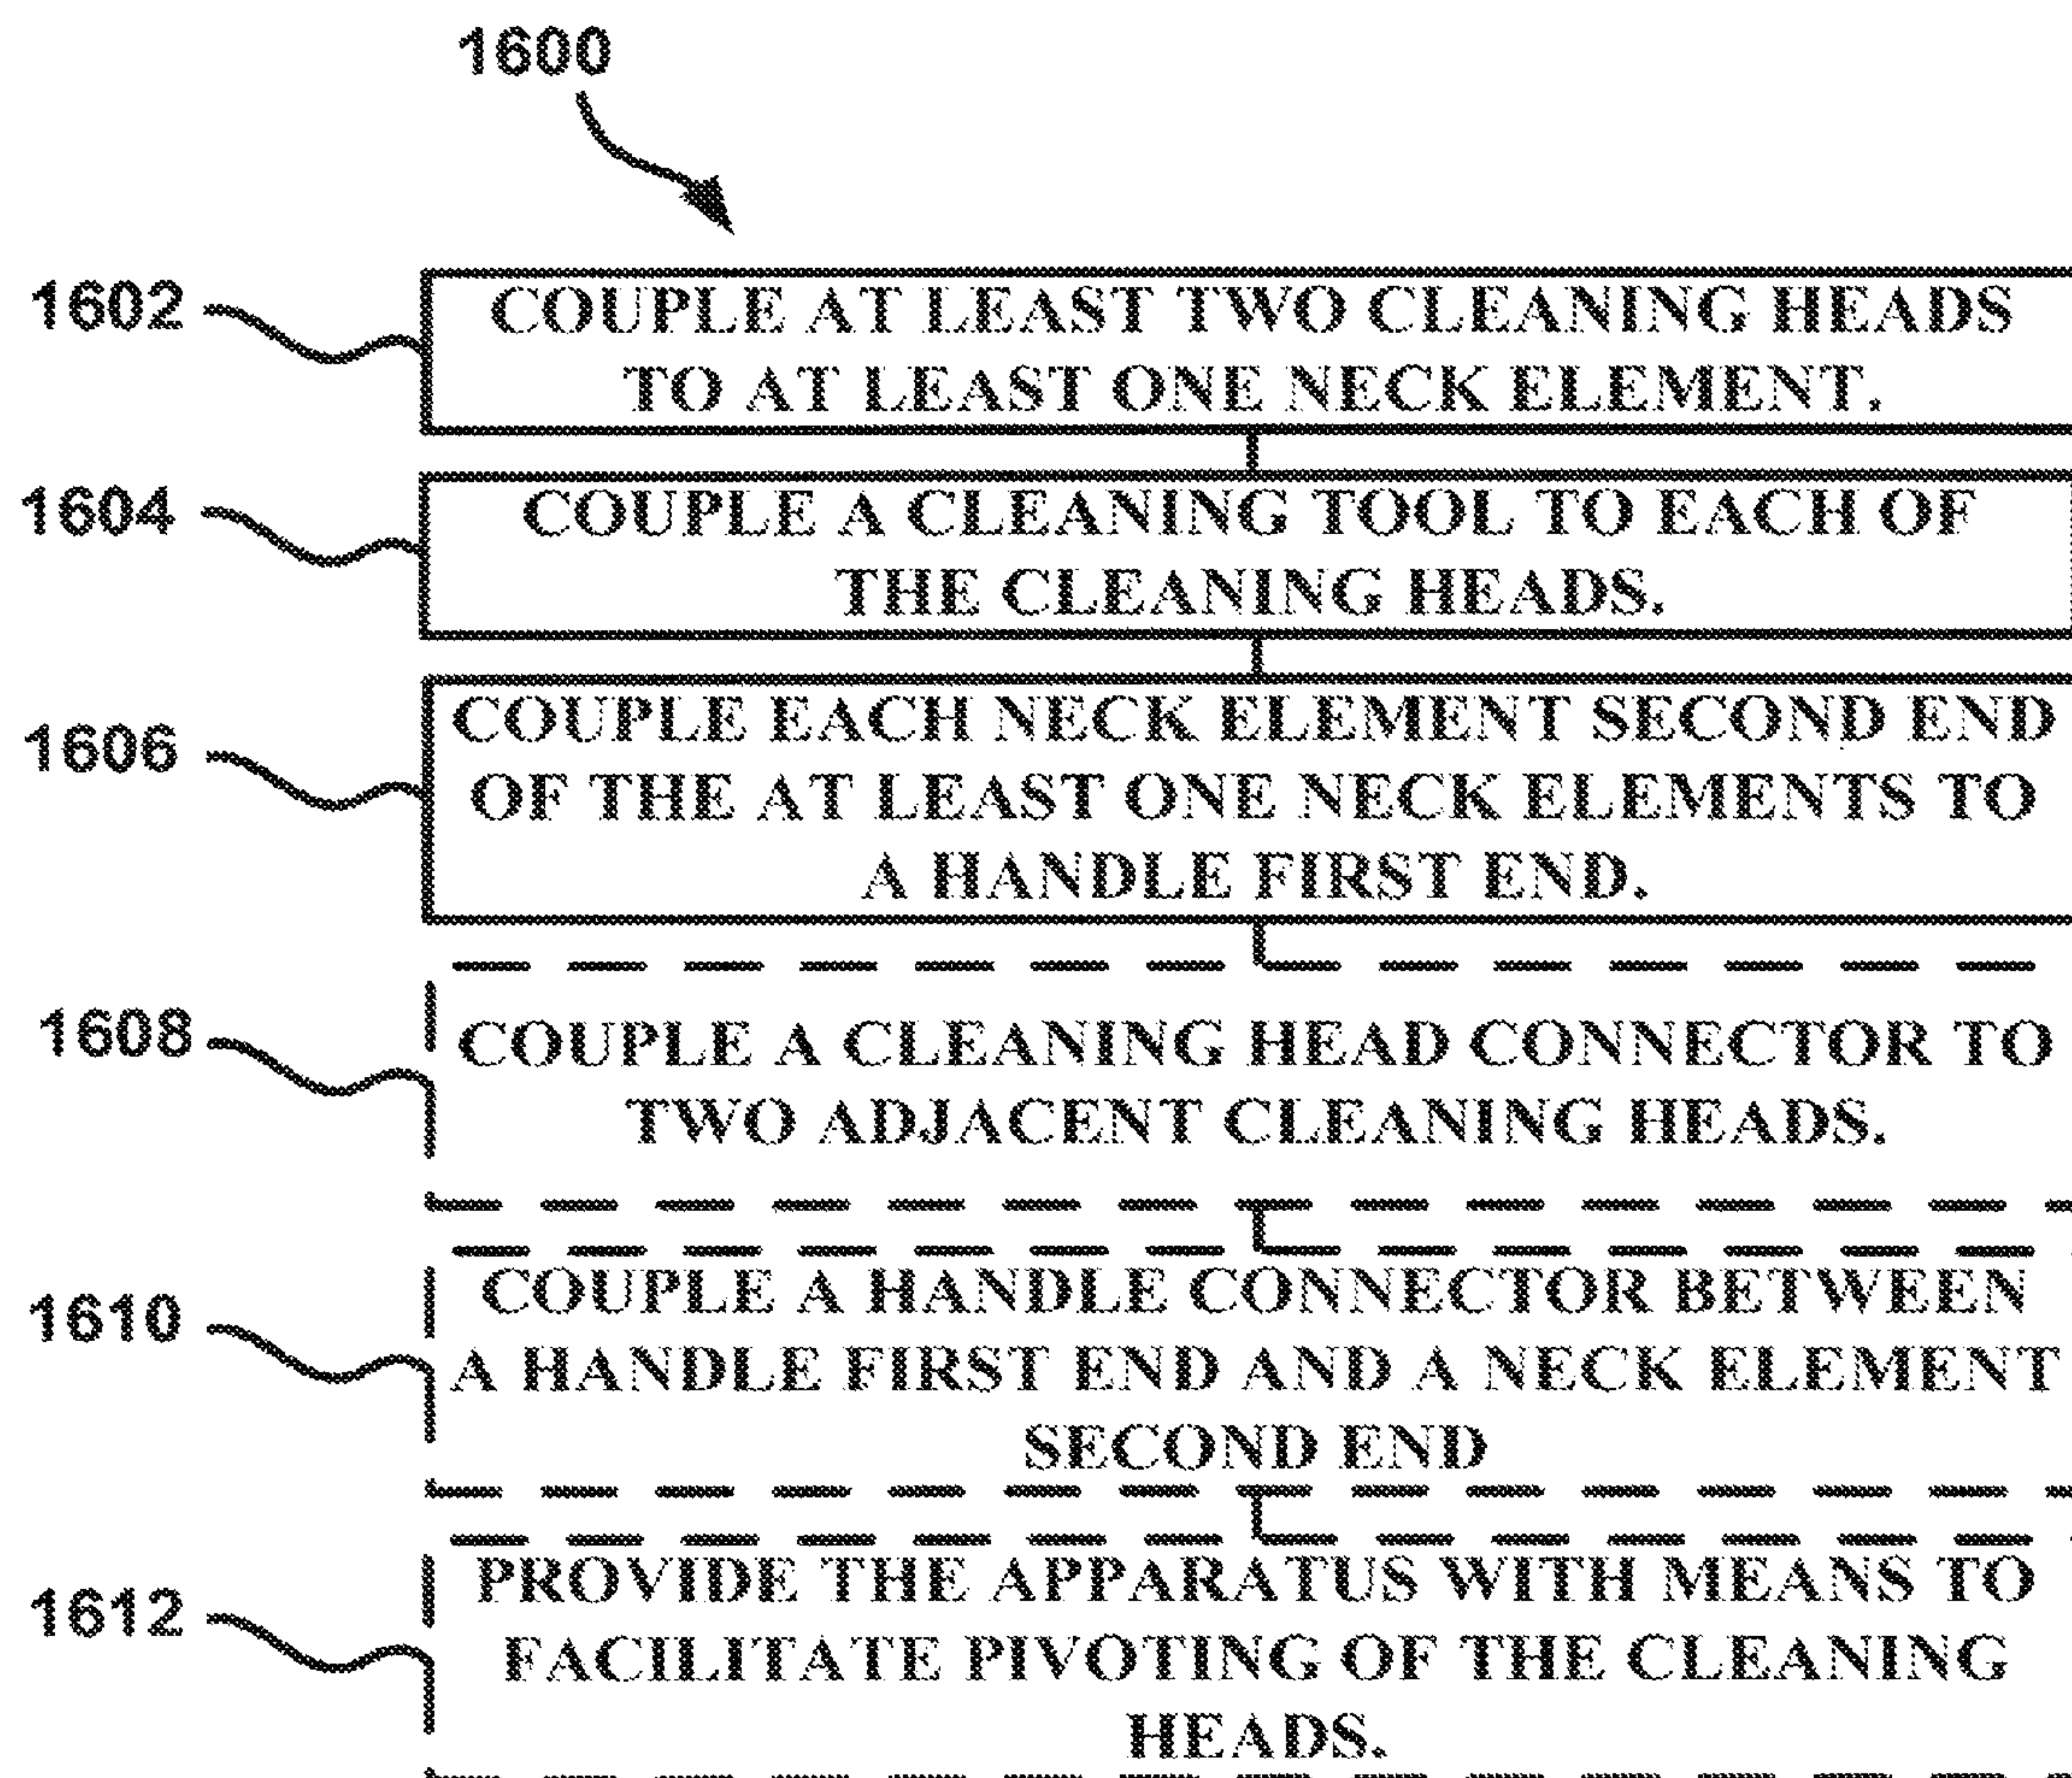 1600
1602
COUPLE AT LEAST TWO CLEANING HEADS
TO AT LEAST ONE NECK ELEMENT.
1604
COUPLE A CLEANING TOOL TO EACH OF
THE CLEANING HEADS.
1606
COUPLE EACH NECK ELEMENT SECOND END
OF THE AT LEAST ONE NECK ELEMENTS TO
A HANDLE FIRST END.
1608
COUPLE A CLEANING HEAD CONNECTOR TO
TWO ADJACENT CLEANING HEADS.
1610
COUPLE A HANDLE CONNECTOR BETWEEN
A HANDLE FIRST END AND A NECK ELEMENT
SECOND END
1612
PROVIDE THE APPARATUS WITH MEANS TO
FACILITATE PIVOTING OF THE CLEANING
HEADS.